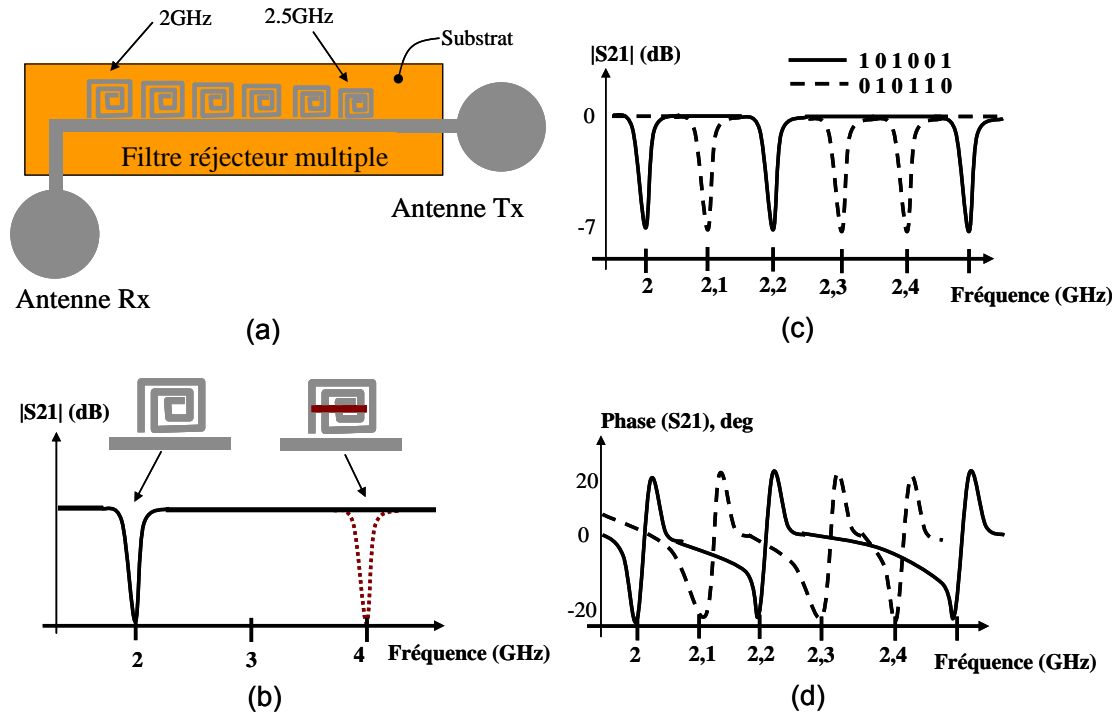 2GHz
2.5GHz
Substrat
Filtre réjecteur multiple
Antenne Tx
Antenne Rx
(a)
|S21| (dB)
1 0 1 0 0 1
0 1 0 1 1 0
0
-7
2
2,1
2,2
2,3
2,4
Fréquence (GHz)
(c)
|S21| (dB)
2
3
4
Fréquence (GHz)
(b)
Phase (S21), deg
20
0
-20
2
2,1
2,2
2,3
2,4
Fréquence (GHz)
(d)